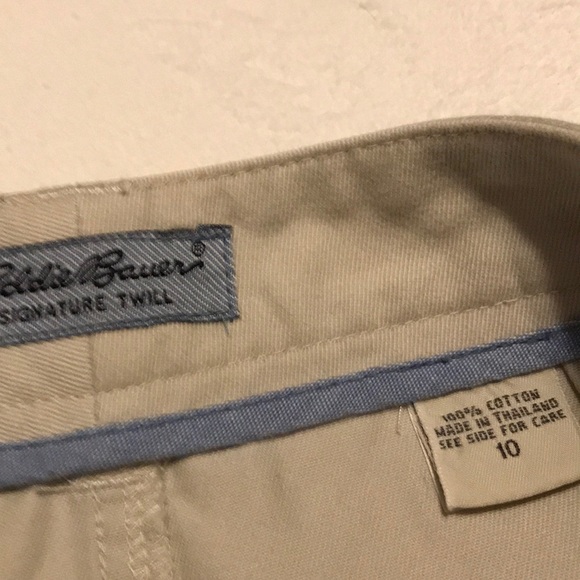 Eddie Bauer®
SIGNATURE TWILL
100% COTTON
MADE IN THAILAND
SEE SIDE FOR CARE
10